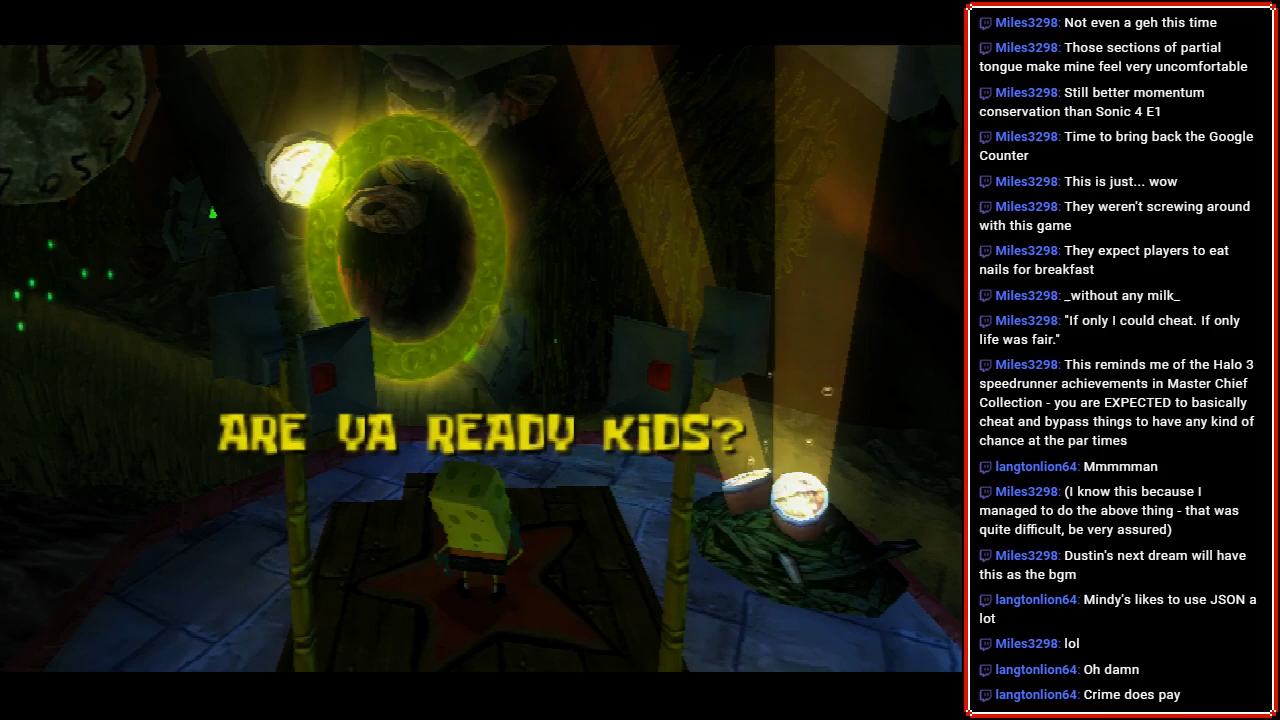 ARE YA READY KIDS?
Miles3298: Not even a geh this time
Miles3298: Those sections of partial
tongue make mine feel very uncomfortable
Miles3298: Still better momentum
conservation than Sonic 4 E1
Miles3298: Time to bring back the Google
Counter
Miles3298: This is just... wow
Miles3298: They weren't screwing around
with this game
Miles3298: They expect players to eat
nails for breakfast
Miles3298: _without any milk_
Miles3298: "If only I could cheat. If only
life was fair."
Miles3298: This reminds me of the Halo 3
speedrunner achievements in Master Chief
Collection - you are EXPECTED to basically
cheat and bypass things to have any kind of
chance at the par times
langtonlion64: Mmmmman
Miles3298: (I know this because I
managed to do the above thing - that was
quite difficult, be very assured)
Miles3298: Dustin's next dream will have
this as the bgm
langtonlion64: Mindy's likes to use JSON a
lot
Miles3298: lol
langtonlion64: Oh damn
langtonlion64: Crime does pay